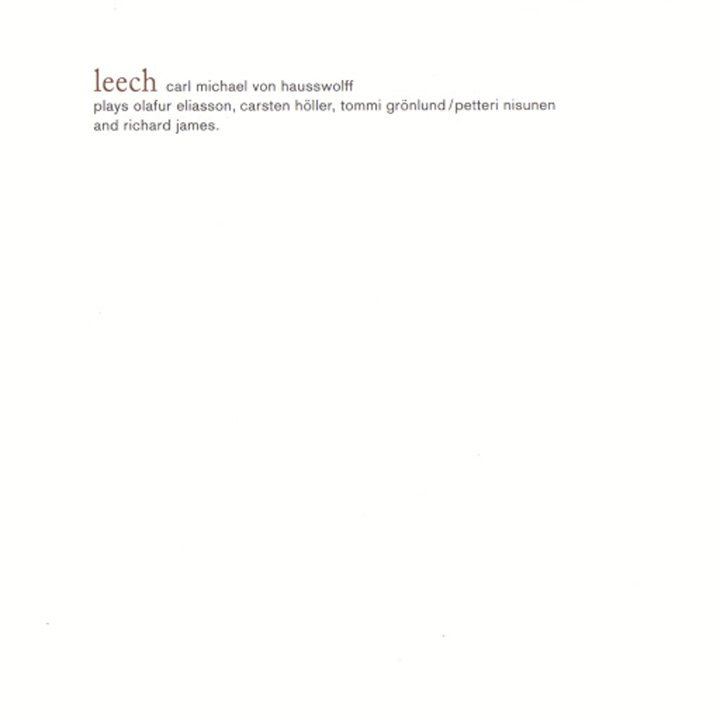 leech carl michael von hausswolff
plays olafur eliasson, carsten höller, tommi grönlund/petteri nisunen
and richard james.